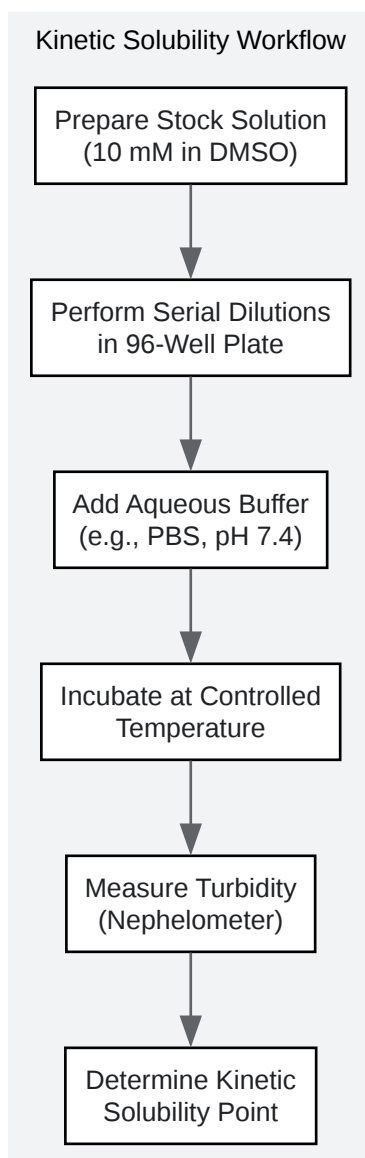 Kinetic Solubility Workflow
Prepare Stock Solution
(10 mM in DMSO)
Perform Serial Dilutions
in 96-Well Plate
Add Aqueous Buffer
(e.g., PBS, pH 7.4)
Incubate at Controlled
Temperature
Measure Turbidity
(Nephelometer)
Determine Kinetic
Solubility Point